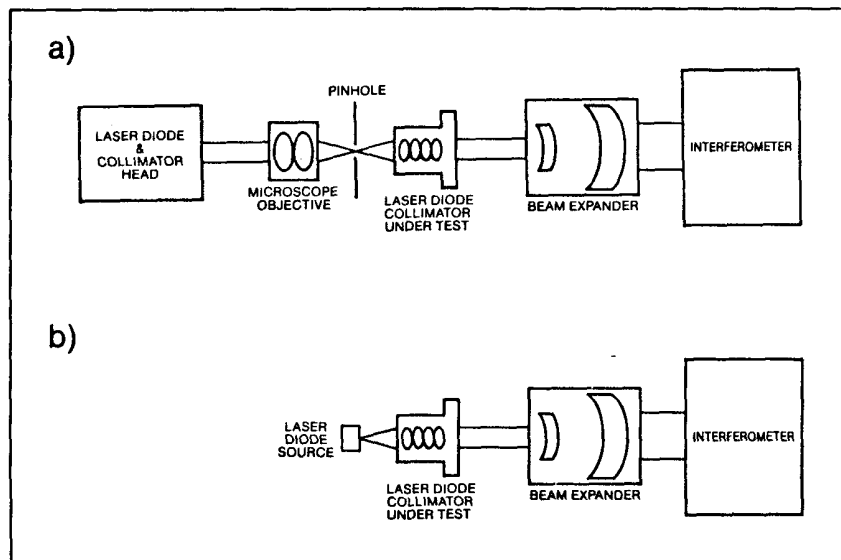 a)
PINHOLE
LASER DIODE
&
COLLIMATOR
HEAD
MICROSCOPE
OBJECTIVE
LASER DIODE
COLLIMATOR
UNDER TEST
BEAM EXPANDER
INTERFEROMETER
b)
LASER
DIODE
SOURCE
LASER DIODE
COLLIMATOR
UNDER TEST
BEAM EXPANDER
INTERFEROMETER